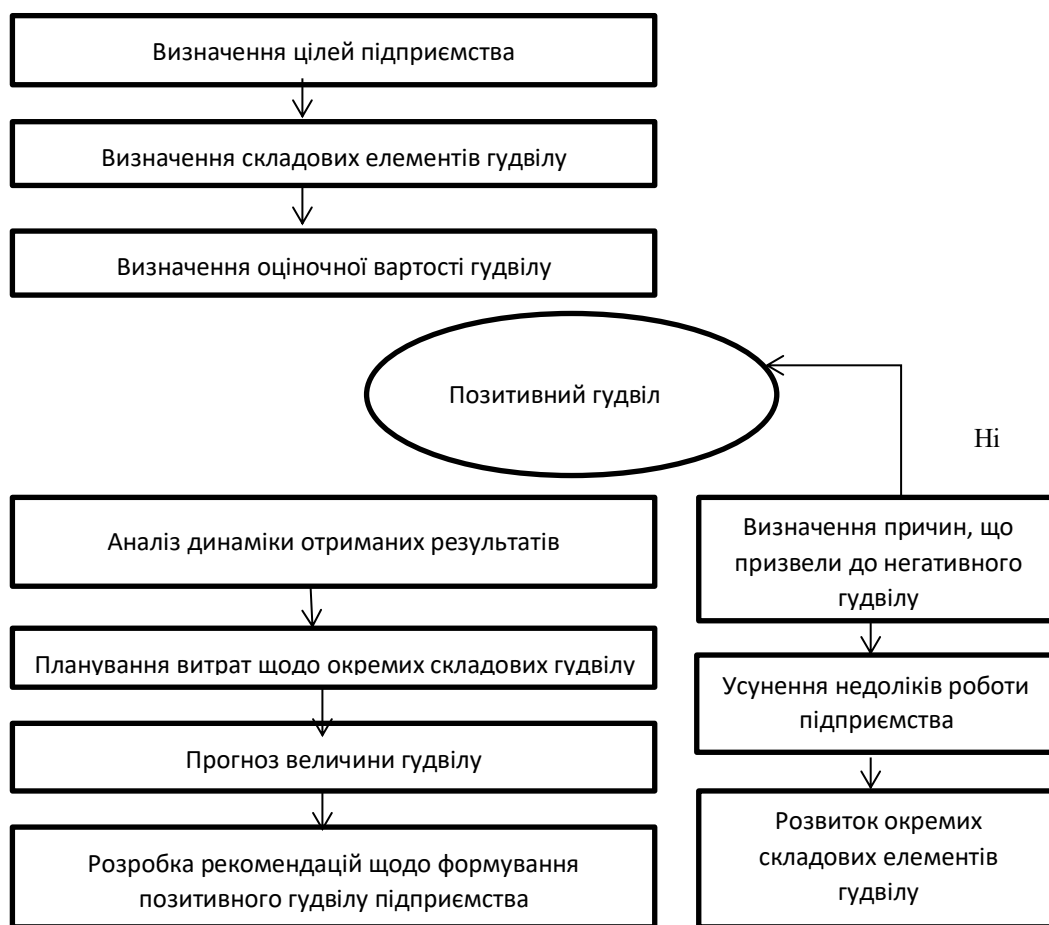 Визначення цілей підприємства
Визначення складових елементів гудвілу
Визначення оціночної вартості гудвілу
Позитивний гудвіл
Ні
Аналіз динаміки отриманих результатів
Планування витрат щодо окремих складових гудвілу
Прогноз величини гудвілу
Розробка рекомендацій щодо формування
позитивного гудвілу підприємства
Визначення причин, що
призвели до негативного
гудвілу
Усунення недоліків роботи
підприємства
Розвиток окремих
складових елементів
гудвілу